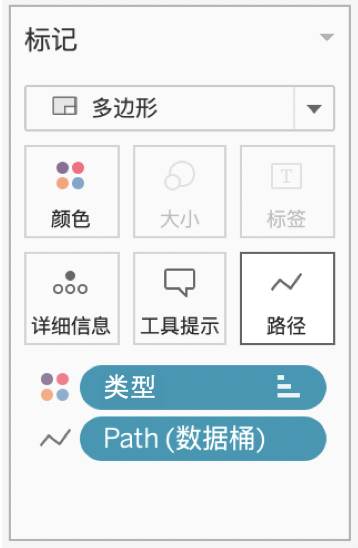 标记
多边形
颜色 大小 标签
详细信息 工具提示 路径
类型
Path (数据桶)